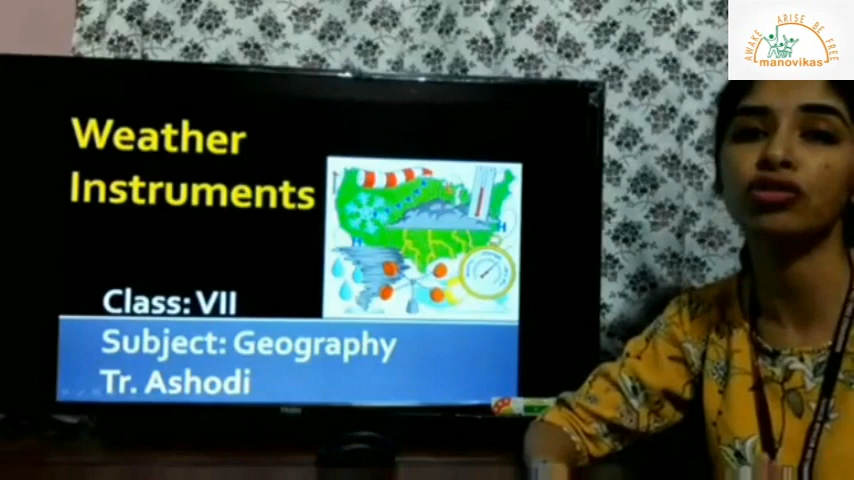 AWAKE ARISE BE FREE
manovikas
Weather
Instruments
Class: VII
Subject: Geography
Tr. Ashodi